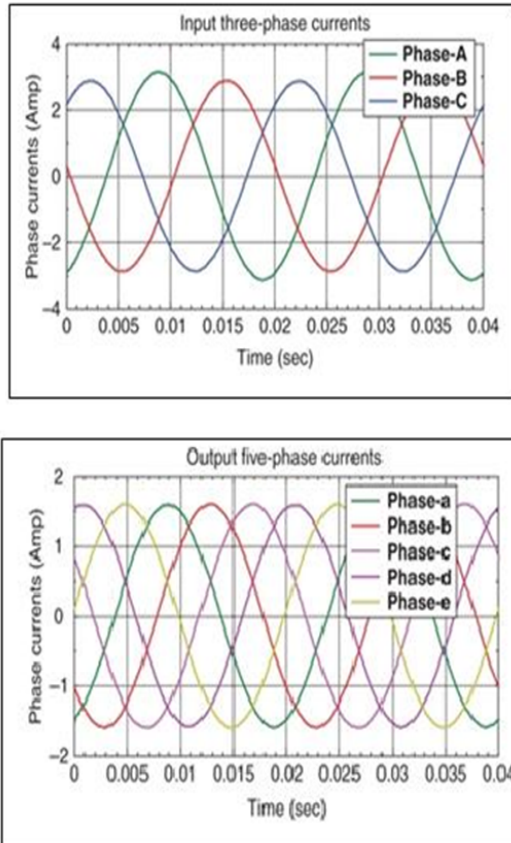 Input three-phase currents
4
2
0
−2
−4
Phase currents (Amp)
Phase-A
Phase-B
Phase-C
0 0.005 0.01 0.015 0.02 0.025 0.03 0.035 0.04
Time (sec)
Output five-phase currents
2
1
0
−1
−2
Phase currents (Amp)
Phase-a
Phase-b
Phase-c
Phase-d
Phase-e
0 0.005 0.01 0.015 0.02 0.025 0.03 0.035 0.04
Time (sec)